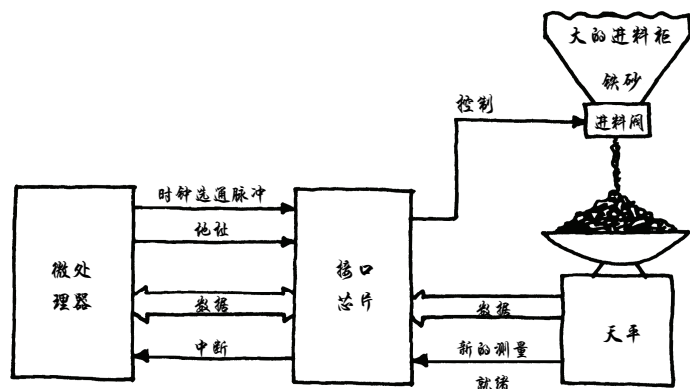 大的进料柜
铁砂
进料阀
控制
时钟选通脉冲
地址
微处
理器
接口
芯片
数据
数据
天平
中断
新的测量
就绪